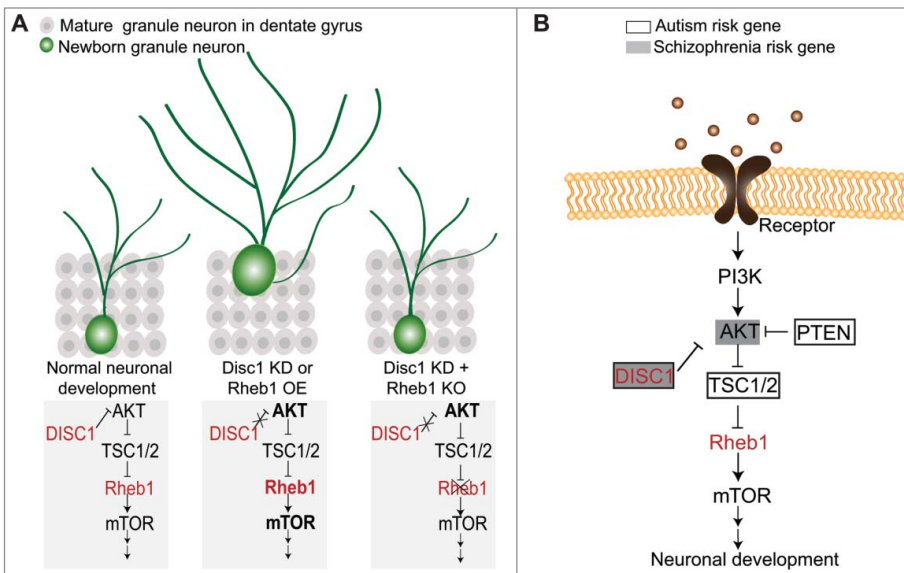 A
Mature granule neuron in dentate gyrus
Newborn granule neuron
Normal neuronal
development
AKT
DISC1
TSC1/2
Rheb1
mTOR
Disc1 KD or
Rheb1 OE
AKT
DISC1
TSC1/2
Rheb1
mTOR
Disc1 KD +
Rheb1 KO
AKT
DISC1
TSC1/2
Rheb1
mTOR
B
Autism risk gene
Schizophrenia risk gene
Receptor
PI3K
AKT
PTEN
DISC1
TSC1/2
Rheb1
mTOR
Neuronal development